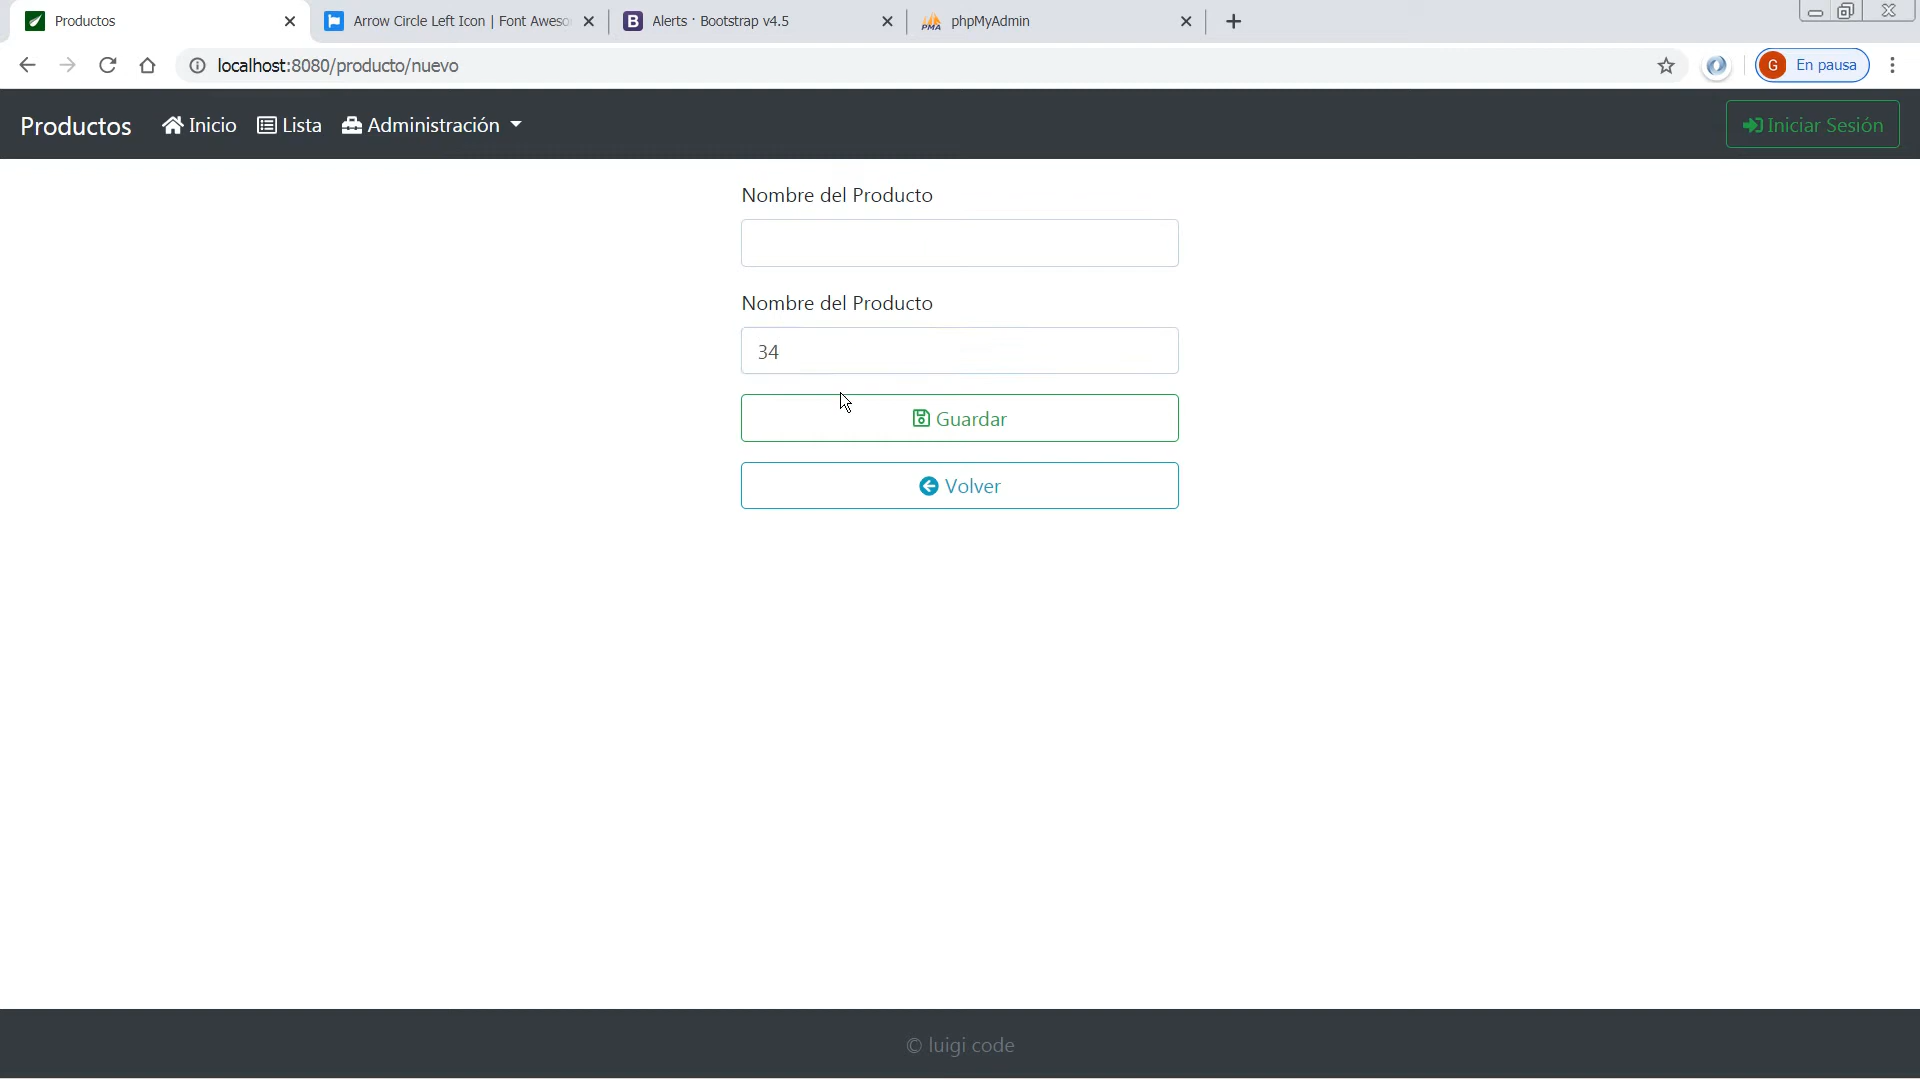 Productos
Arrow Circle Left Icon | Font Aweso
B Alerts · Bootstrap v4.5
PMA phpMyAdmin
localhost:8080/producto/nuevo
G En pausa
Productos Inicio Lista Administración
Iniciar Sesión
Nombre del Producto
Nombre del Producto
34
Guardar
Volver
© luigi code